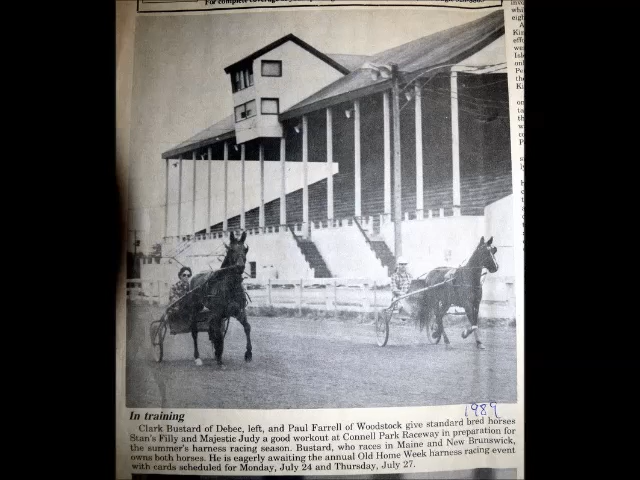 For complete coverage
1989
In training
Clark Bustard of Debec, left, and Paul Farrell of Woodstock give standard bred horses
Stan's Filly and Majestic Judy a good workout at Connell Park Raceway in preparation for
the summer's harness racing season. Bustard, who races in Maine and New Brunswick,
owns both horses. He is eagerly awaiting the annual Old Home Week harness racing event
with cards scheduled for Monday, July 24 and Thursday, July 27.